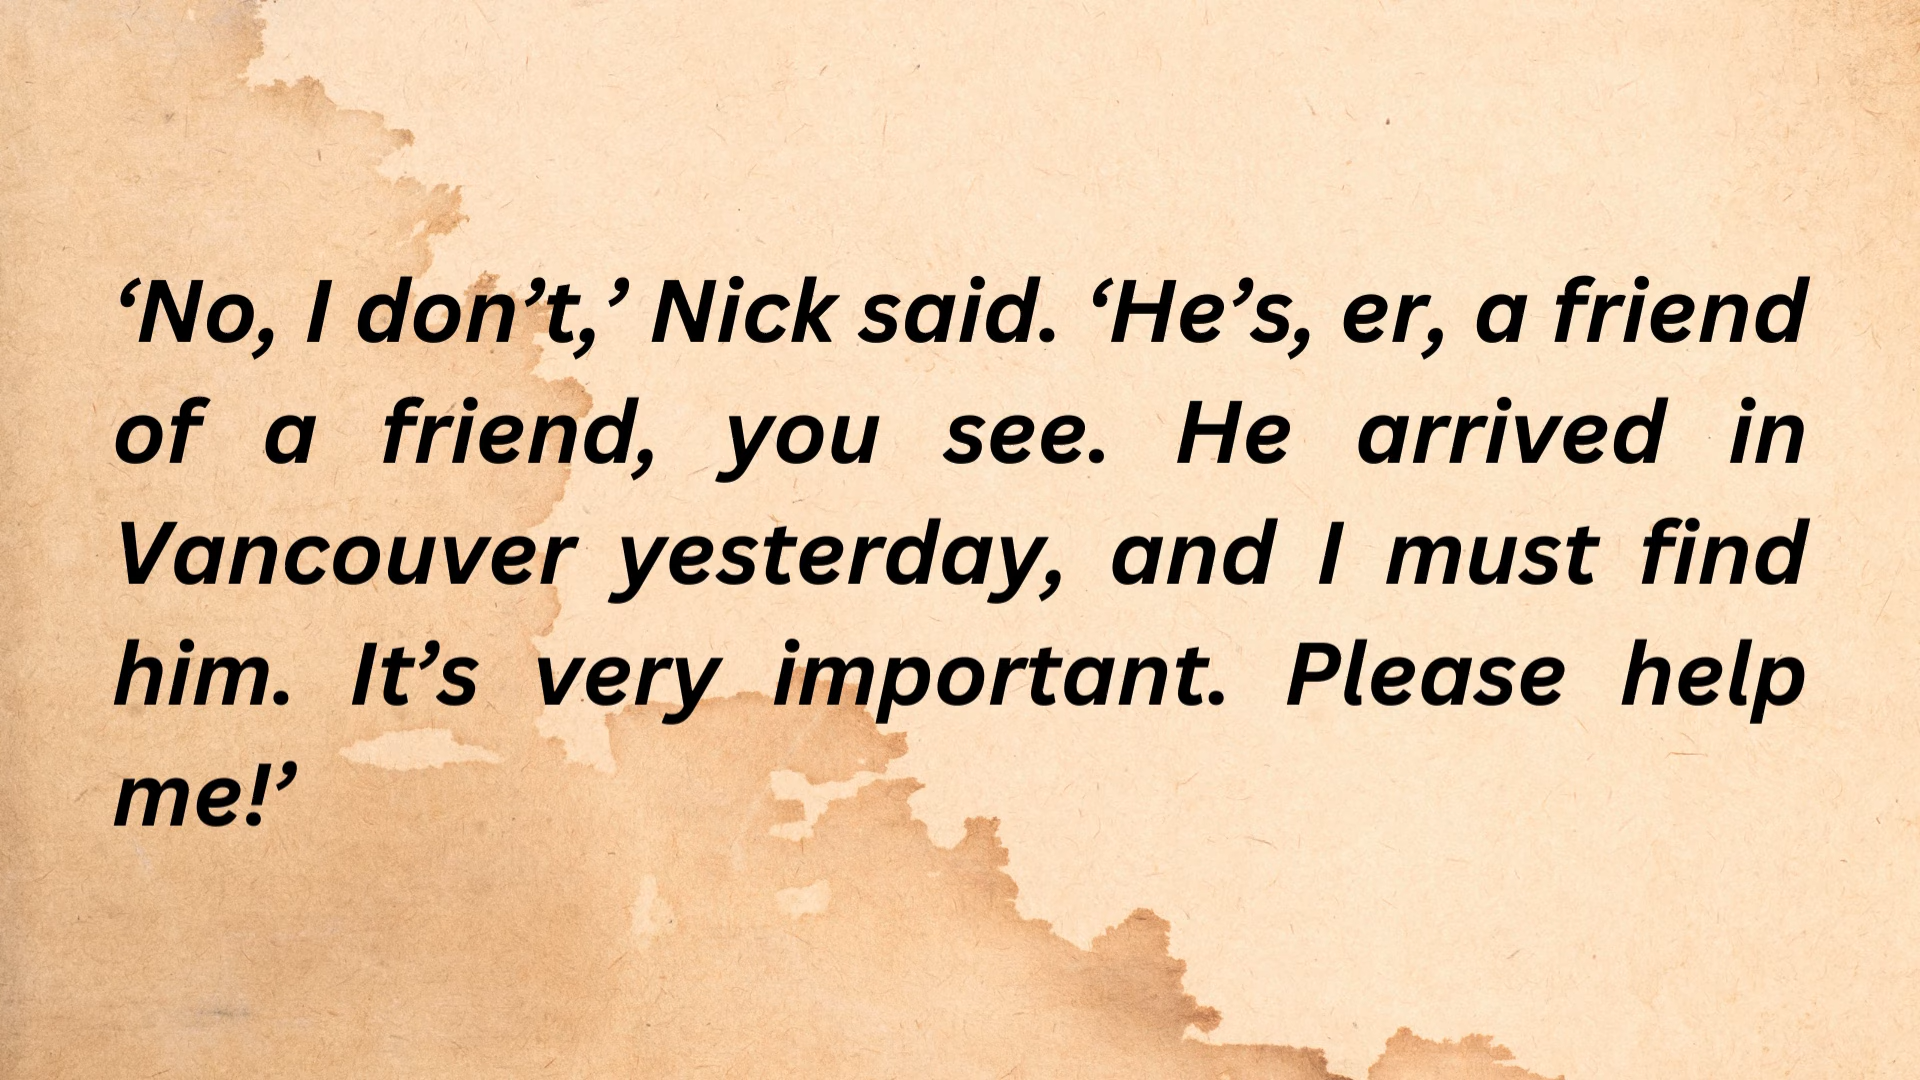 ‘No, I don’t,’ Nick said. ‘He’s, er, a friend
of a friend, you see. He arrived in
Vancouver yesterday, and I must find
him. It’s very important. Please help
me!’